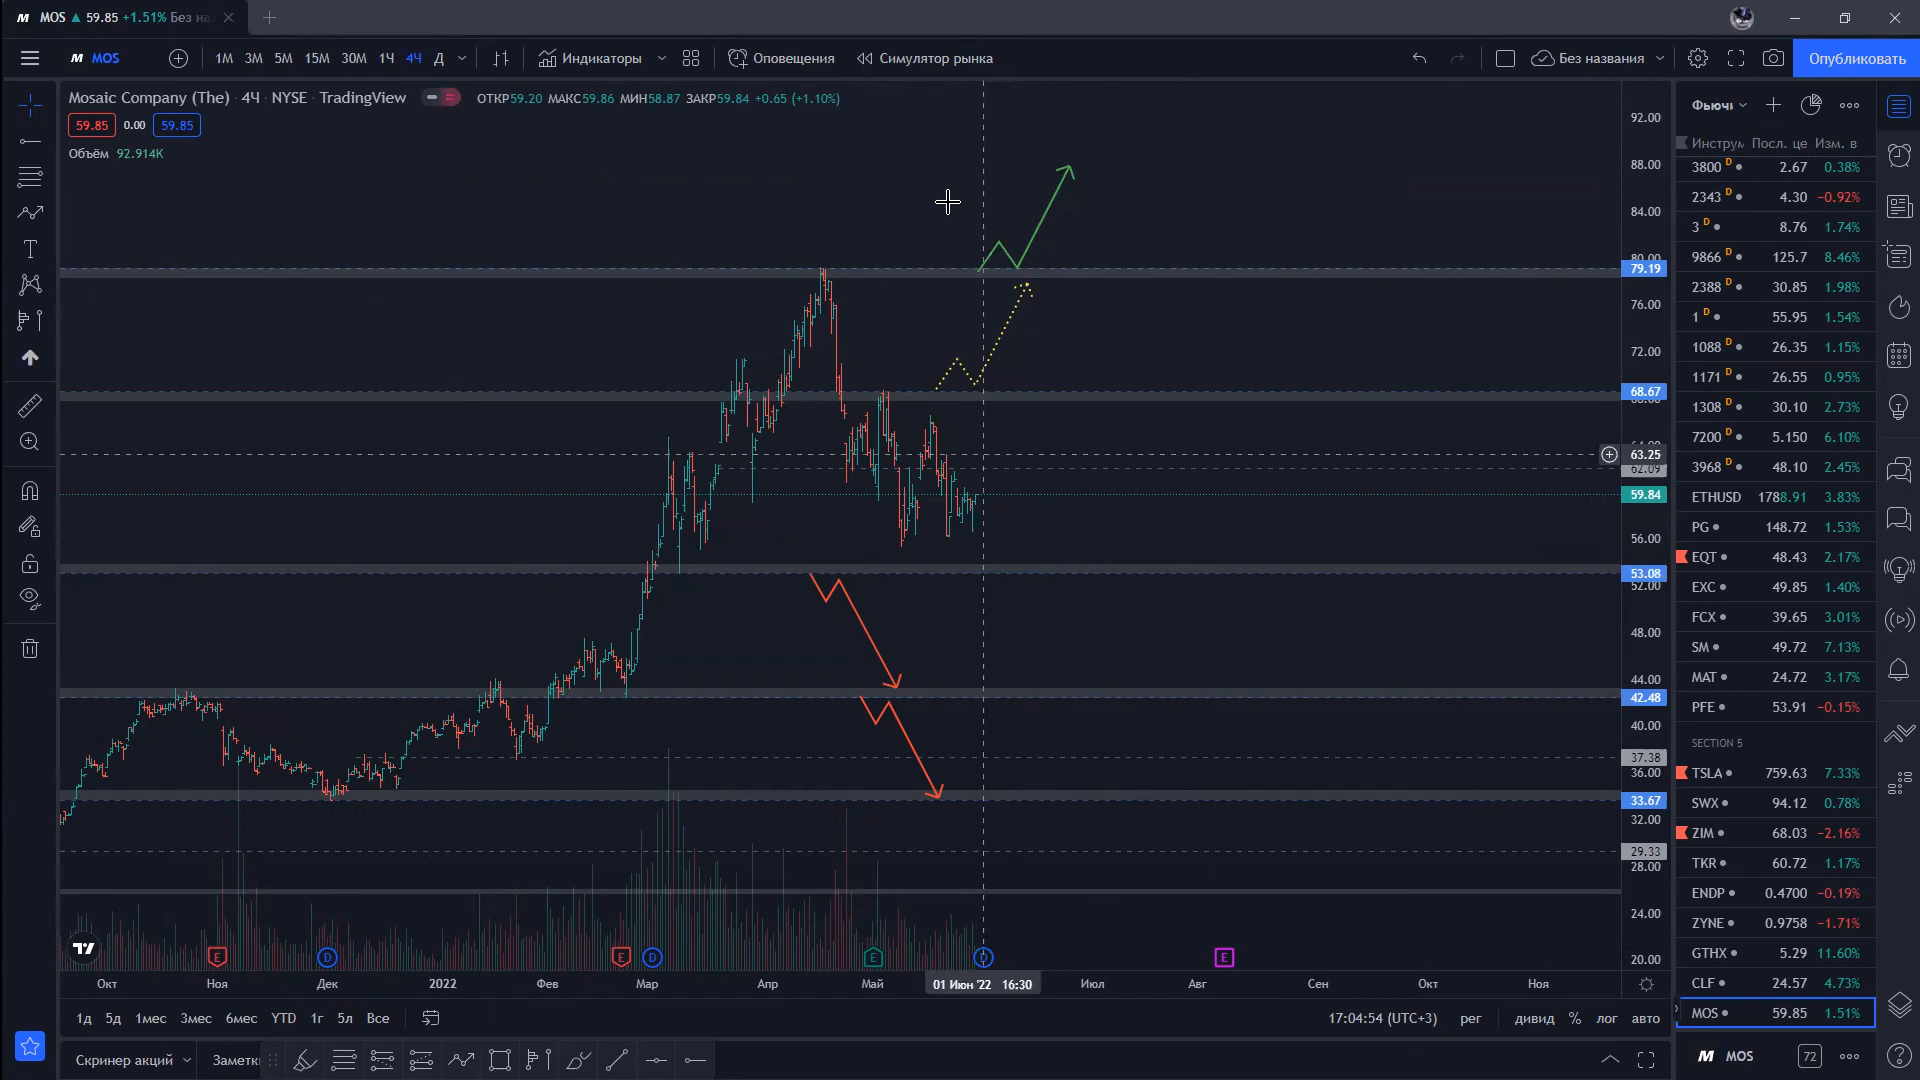 MOS ▲ 59.85 +1.51% Без на
MOS 1М 3М 5М 15М 30М 1Ч 4Ч Д Индикаторы Оповещения Симулятор рынка Без названия Опубликовать
Mosaic Company (The) · 4Ч · NYSE · TradingView ОТКР59.20 МАКС59.86 МИН58.87 ЗАКР59.84 +0.65 (+1.10%)
59.85 0.00 59.85
Объём 92.914K
92.00
88.00
84.00
80.00
79.19
76.00
72.00
68.67
68.00
64.00
63.25
62.09
59.84
56.00
53.08
52.00
48.00
44.00
42.48
40.00
37.38
36.00
33.67
32.00
29.33
28.00
24.00
20.00
E D E D E D E
Окт Ноя Дек 2022 Фев Мар Апр Май 01 Июн '22 16:30 Июл Авг Сен Окт Ноя
1д 5д 1мес 3мес 6мес YTD 1г 5л Все 17:04:54 (UTC+3) рег дивид % лог авто
Скринер акций Заметк
Фьючи
Инструм Посл. це Изм. в
3800 D 2.67 0.38%
2343 D 4.30 −0.92%
3 D 8.76 1.74%
9866 D 125.7 8.46%
2388 D 30.85 1.98%
1 D 55.95 1.54%
1088 D 26.35 1.15%
1171 D 26.55 0.95%
1308 D 30.10 2.73%
7200 D 5.150 6.10%
3968 D 48.10 2.45%
ETHUSD 1788.91 3.83%
PG 148.72 1.53%
EQT 48.43 2.17%
EXC 49.85 1.40%
FCX 39.65 3.01%
SM 49.72 7.13%
MAT 24.72 3.17%
PFE 53.91 −0.15%
SECTION 5
TSLA 759.63 7.33%
SWX 94.12 0.78%
ZIM 68.03 −2.16%
TKR 60.72 1.17%
ENDP 0.4700 −0.19%
ZYNE 0.9758 −1.71%
GTHX 5.29 11.60%
CLF 24.57 4.73%
MOS 59.85 1.51%
MOS 72